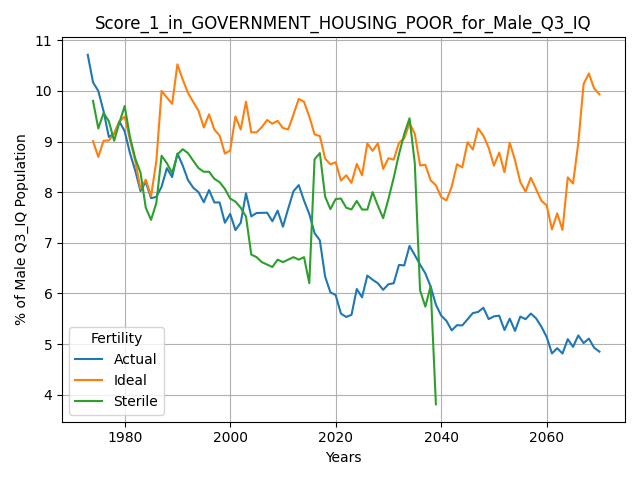 Score_1_in_GOVERNMENT_HOUSING_POOR_for_Male_Q3_IQ
% of Male Q3_IQ Population
11
10
9
8
7
6
5
4
Fertility
Actual
Ideal
Sterile
1980 2000 2020 2040 2060
Years